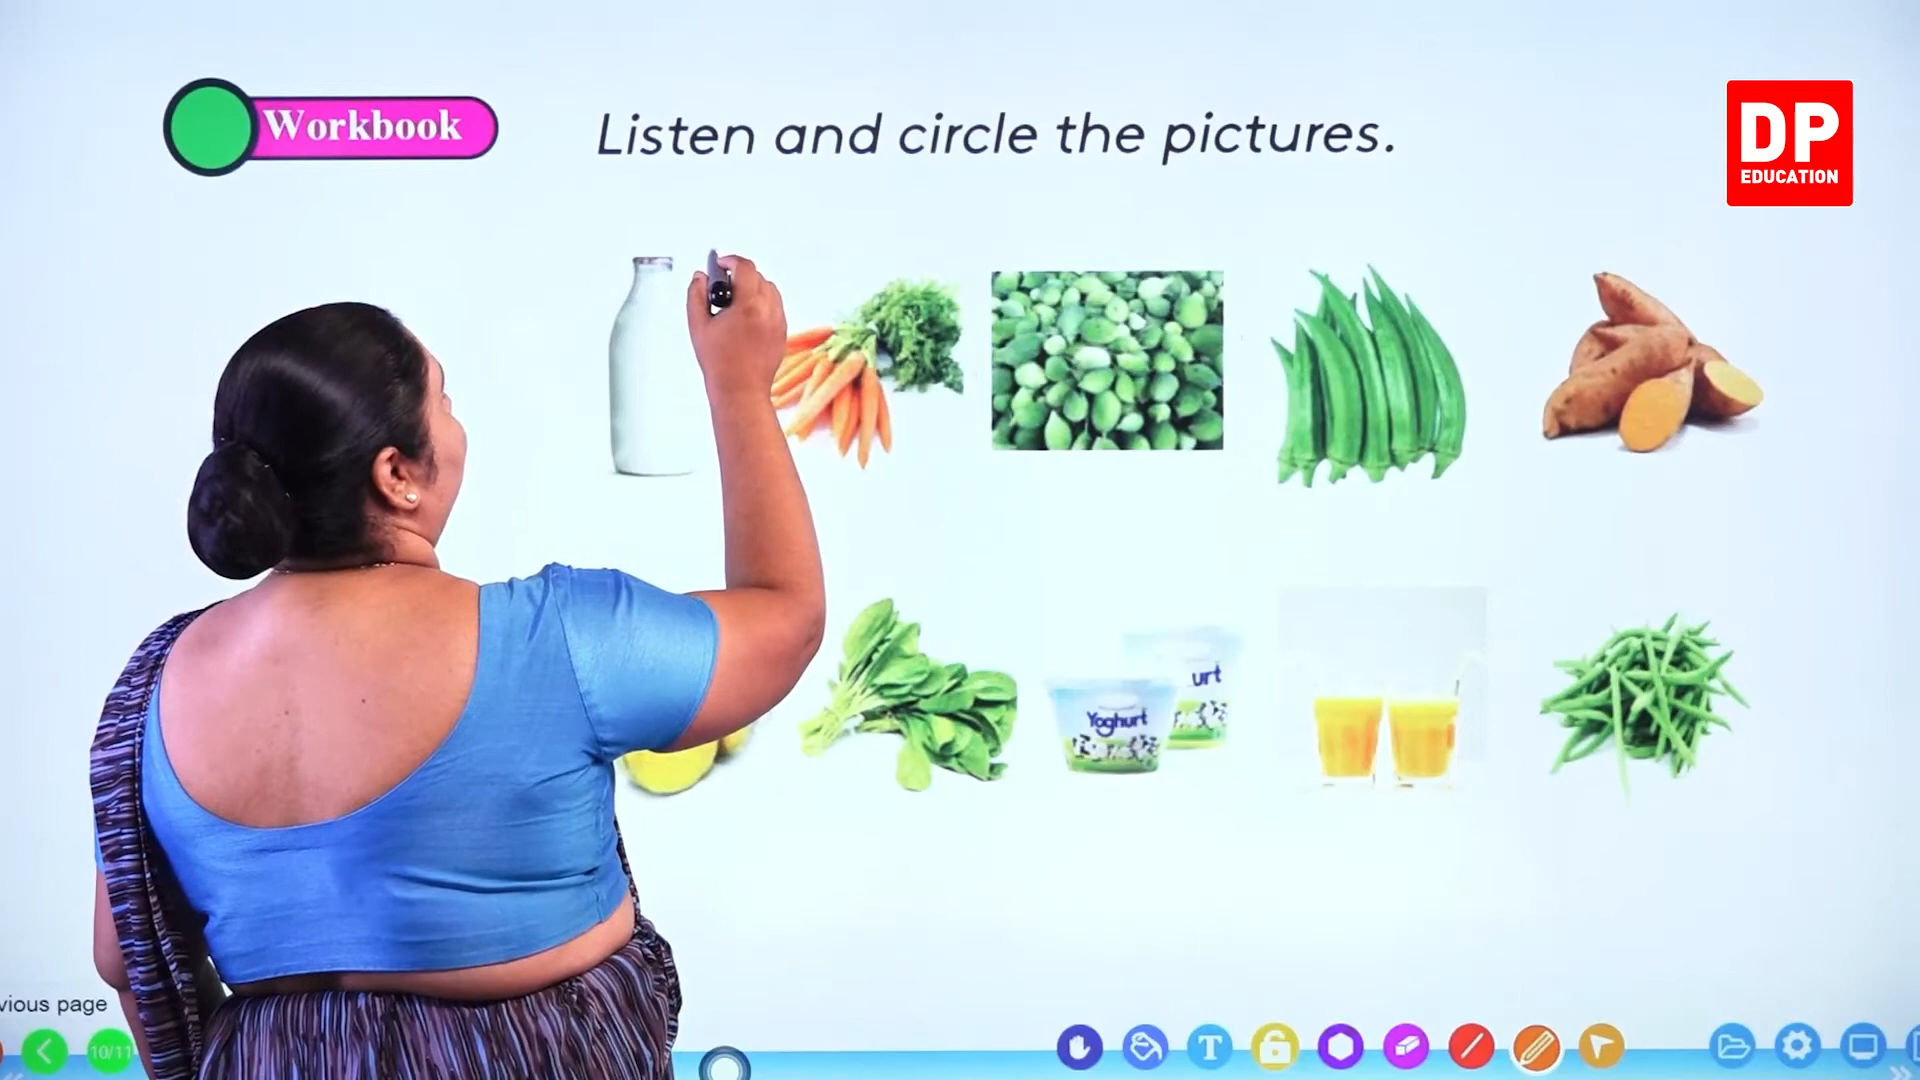 Workbook
Listen and circle the pictures.
DP
EDUCATION
urt
Yoghurt
vious page
10/11
T